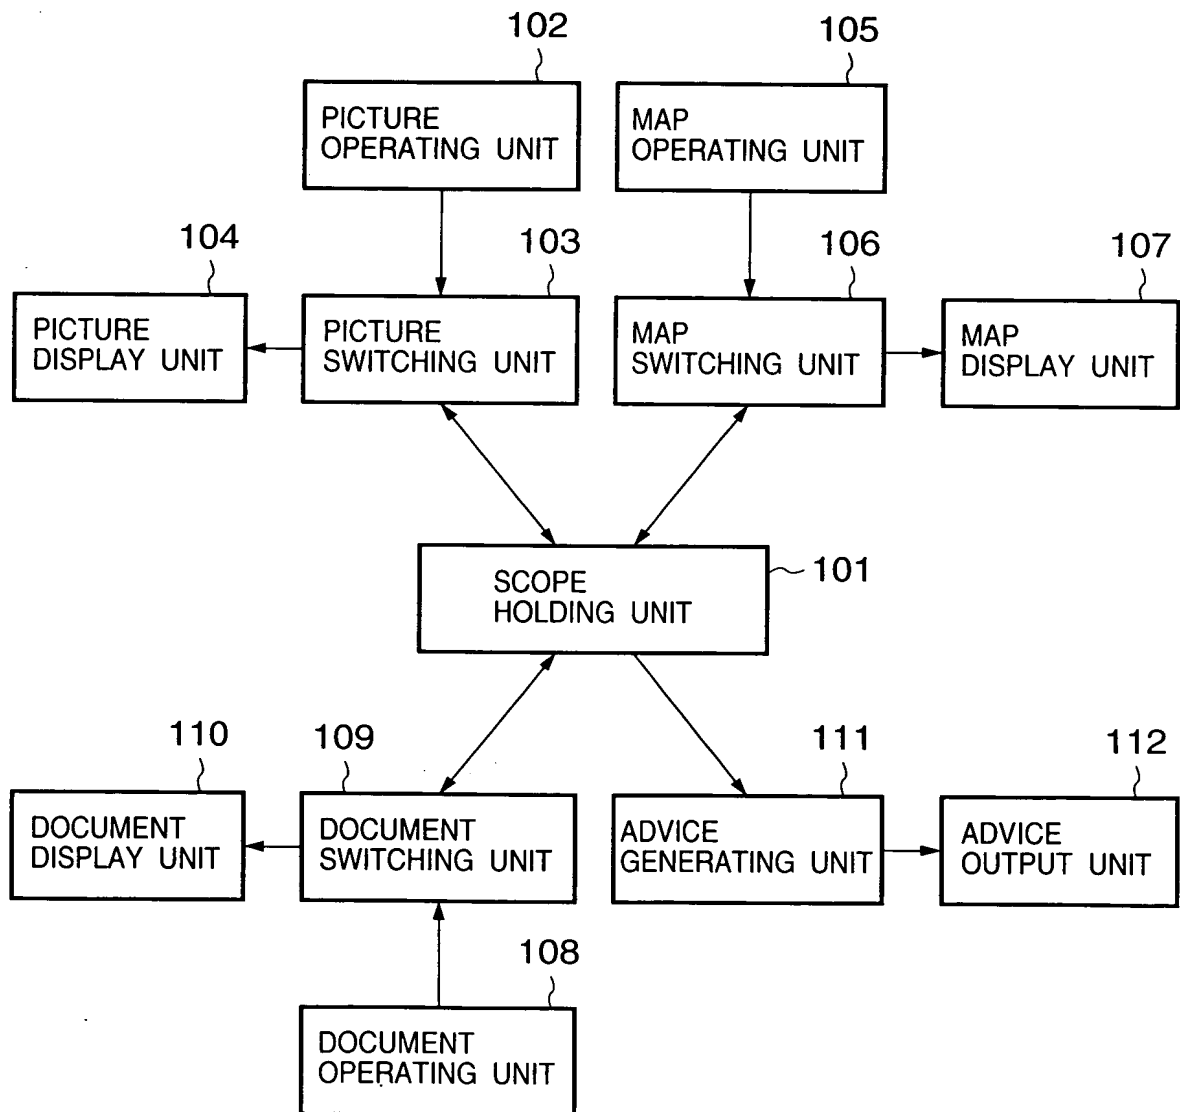 102
105
PICTURE
OPERATING UNIT
MAP
OPERATING UNIT
104
103
106
107
PICTURE
DISPLAY UNIT
PICTURE
SWITCHING UNIT
MAP
SWITCHING UNIT
MAP
DISPLAY UNIT
SCOPE
HOLDING UNIT
101
110
109
111
112
DOCUMENT
DISPLAY UNIT
DOCUMENT
SWITCHING UNIT
ADVICE
GENERATING UNIT
ADVICE
OUTPUT UNIT
108
DOCUMENT
OPERATING UNIT